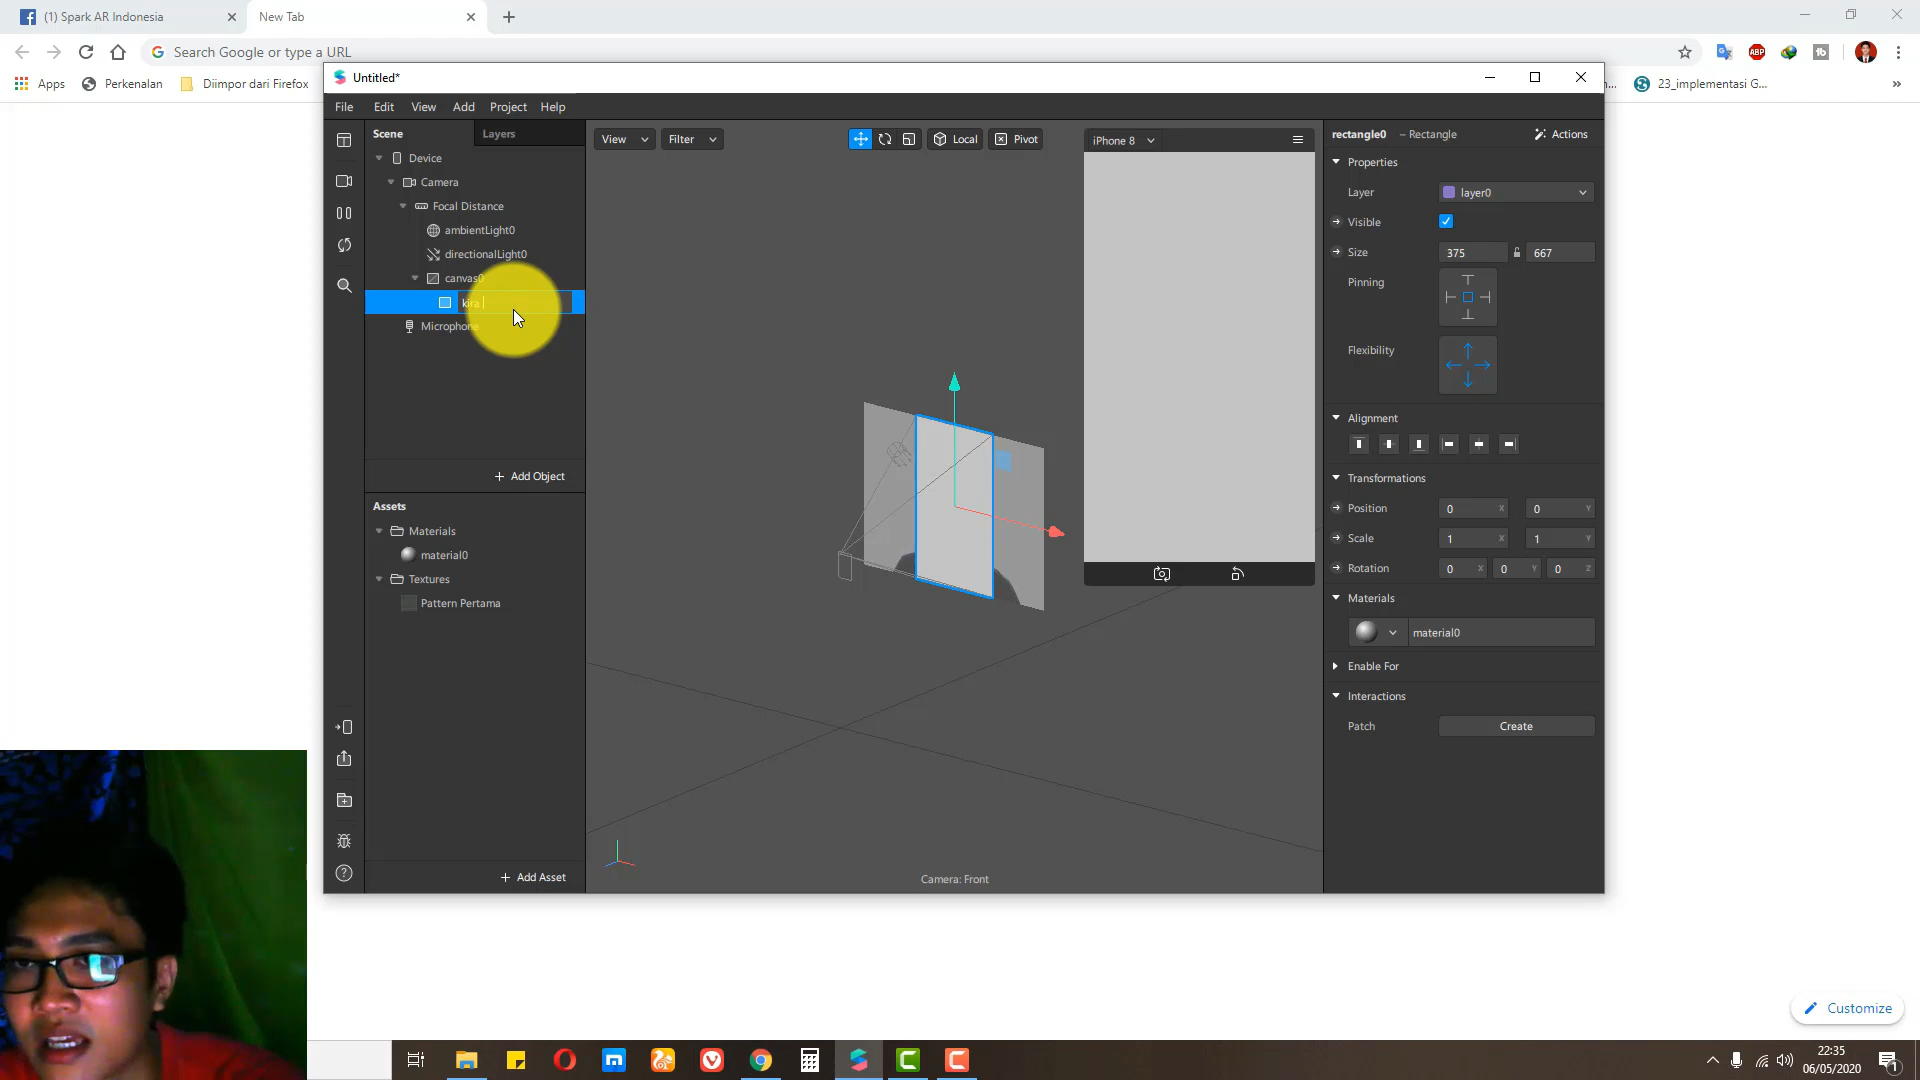 (1) Spark AR Indonesia
New Tab
Search Google or type a URL
ABP
Apps
Perkenalan
Diimpor dari Firefox
23_implementasi G...
Untitled*
File
Edit
View
Add
Project
Help
Scene
Layers
Device
Camera
Focal Distance
ambientLight0
directionalLight0
canvas0
kira
Microphone
Add Object
Assets
Materials
material0
Textures
Pattern Pertama
Add Asset
View
Filter
Local
Pivot
iPhone 8
Camera: Front
rectangle0 – Rectangle
Actions
Properties
Layer
layer0
Visible
Size
375
667
Pinning
Flexibility
Alignment
Transformations
Position
0 X
0 Y
Scale
1 X
1 Y
Rotation
0 X
0 Y
0 Z
Materials
material0
Enable For
Interactions
Patch
Create
Customize
22:35
06/05/2020
1